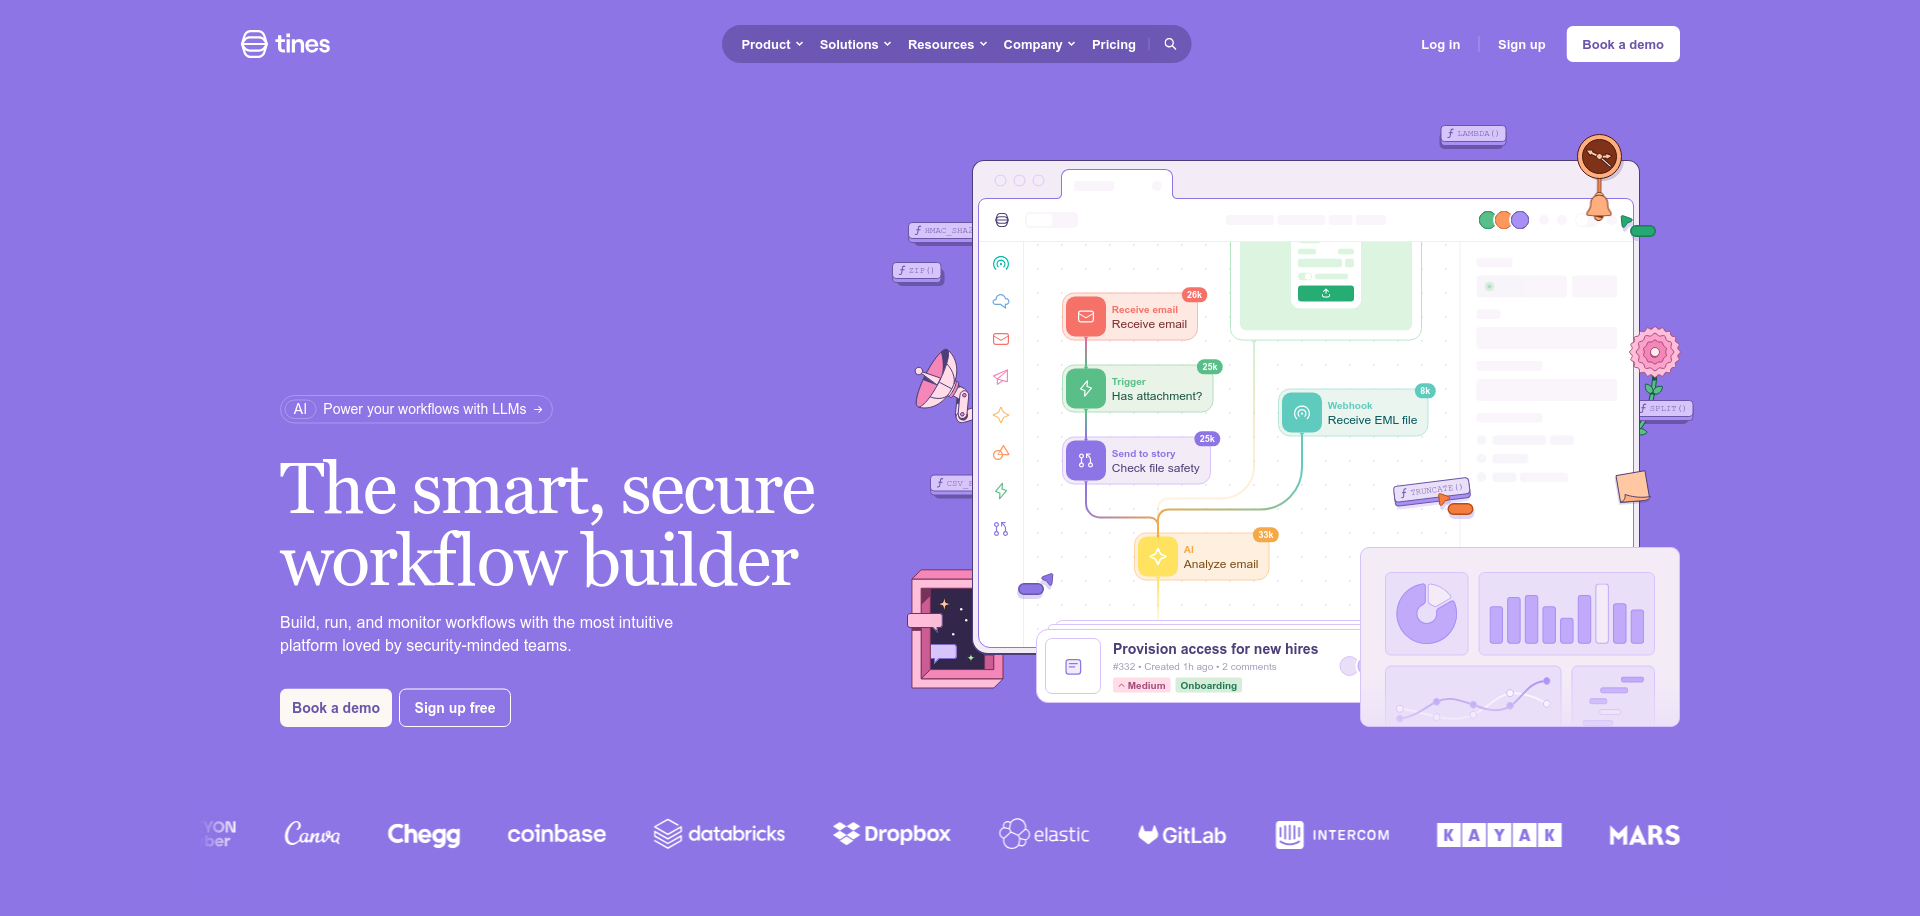 tines
Product
Solutions
Resources
Company
Pricing
Log in
Sign up
Book a demo
AI Power your workflows with LLMs →
The smart, secure
workflow builder
Build, run, and monitor workflows with the most intuitive
platform loved by security-minded teams.
Book a demo
Sign up free
ƒ LAMBDA()
ƒ ZIP()
ƒ SPLIT()
ƒ TRUNCATE()
26k
Receive email
Receive email
25k
Trigger
Has attachment?
8k
Webhook
Receive EML file
25k
Send to story
Check file safety
33k
AI
Analyze email
Provision access for new hires
#332 • Created 1h ago • 2 comments
Medium
Onboarding
Canva
Chegg
coinbase
databricks
Dropbox
elastic
GitLab
INTERCOM
KAYAK
MARS